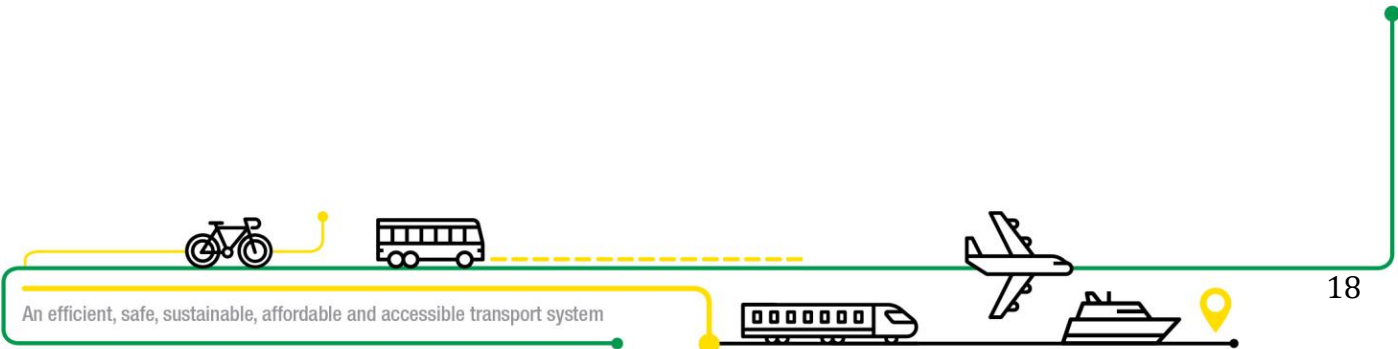 18
An efficient, safe, sustainable, affordable and accessible transport system